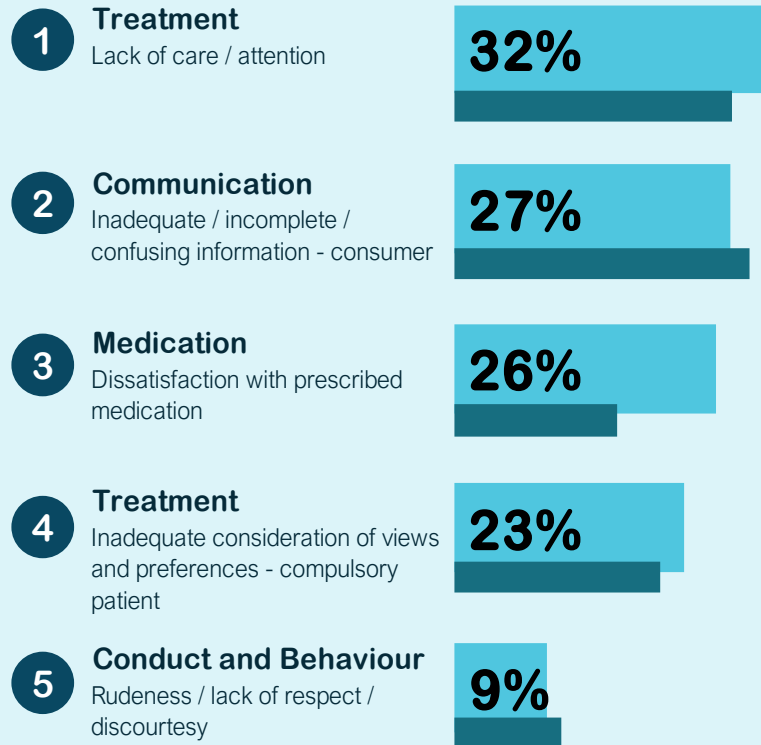 1
Treatment
Lack of care / attention
32%
2
Communication
Inadequate / incomplete /
confusing information - consumer
27%
3
Medication
Dissatisfaction with prescribed
medication
26%
4
Treatment
Inadequate consideration of views
and preferences - compulsory
patient
23%
5
Conduct and Behaviour
Rudeness / lack of respect /
discourtesy
9%